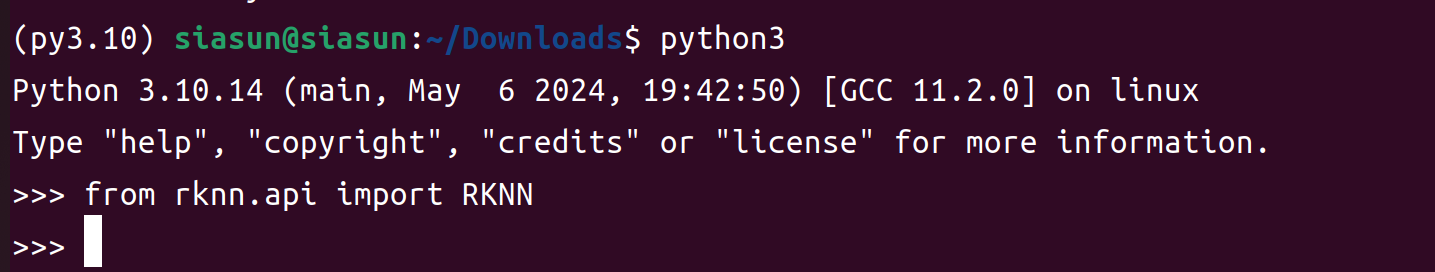 (py3.10) siasun@siasun:~/Downloads$ python3
Python 3.10.14 (main, May  6 2024, 19:42:50) [GCC 11.2.0] on linux
Type "help", "copyright", "credits" or "license" for more information.
>>> from rknn.api import RKNN
>>>